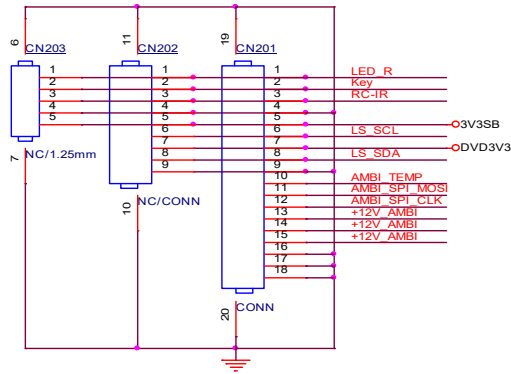 6 11 19
CN203 CN202 CN201
1 1 1 LED_R
2 2 2 Key
3 3 3 RC-IR
4 4 4
5 5 5 3V3SB
6 6 LS_SCL
7 7 DVD3V3
8 8 LS_SDA
9 9
10 AMBI_TEMP
11 AMBI_SPI_MOSI
12 AMBI_SPI_CLK
13 +12V_AMBI
14 +12V_AMBI
15 +12V_AMBI
16
17
18
7 NC/1.25mm
10 NC/CONN
20 CONN